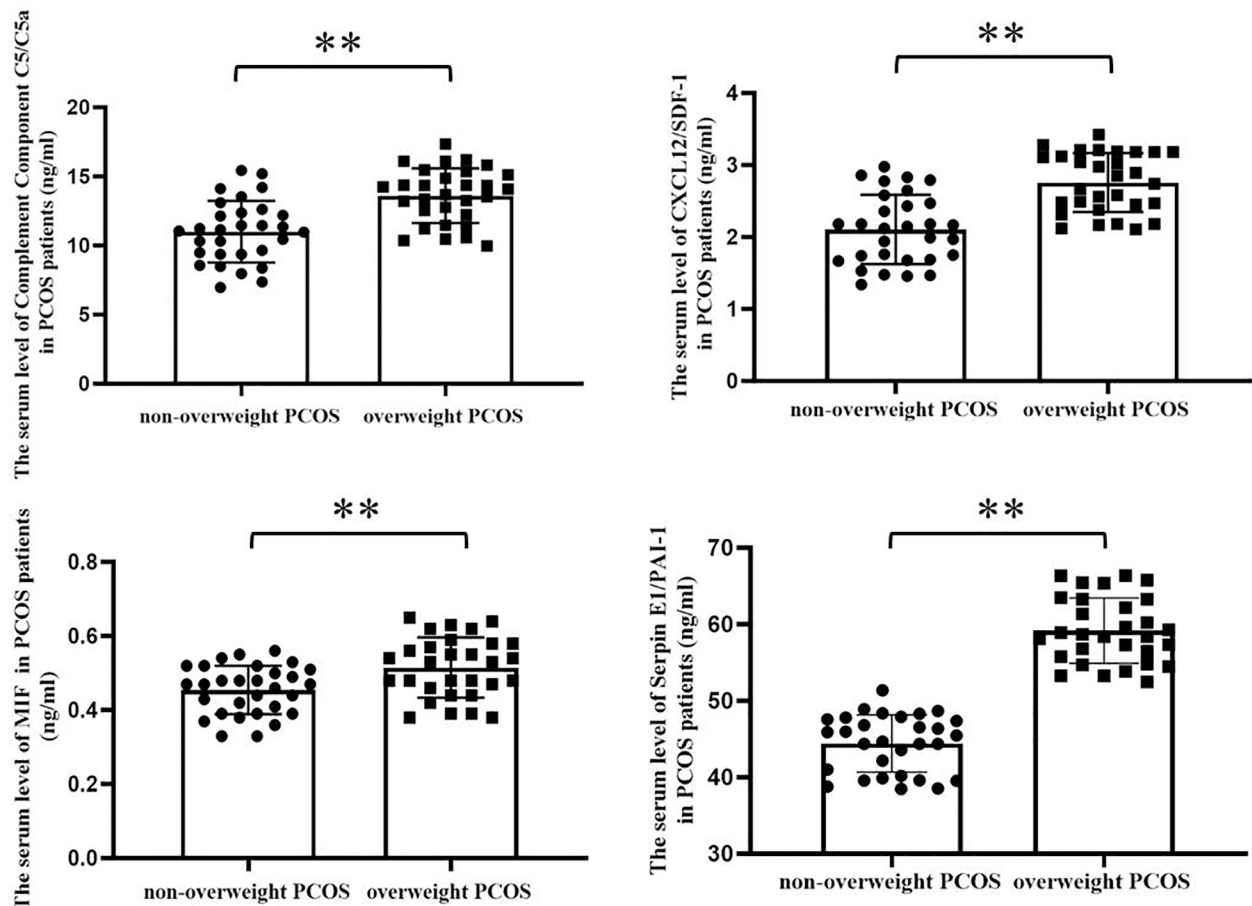 The serum level of Complement Component C5/C5a
in PCOS patients (ng/ml)
**
20
15
10
5
0
non-overweight PCOS
overweight PCOS
The serum level of CXCL12/SDF-1
in PCOS patients (ng/ml)
**
4
3
2
1
0
non-overweight PCOS
overweight PCOS
The serum level of MIF in PCOS patients
(ng/ml)
**
0.8
0.6
0.4
0.2
0.0
non-overweight PCOS
overweight PCOS
The serum level of Serpin E1/PAI-1
in PCOS patients (ng/ml)
**
70
60
50
40
30
non-overweight PCOS
overweight PCOS